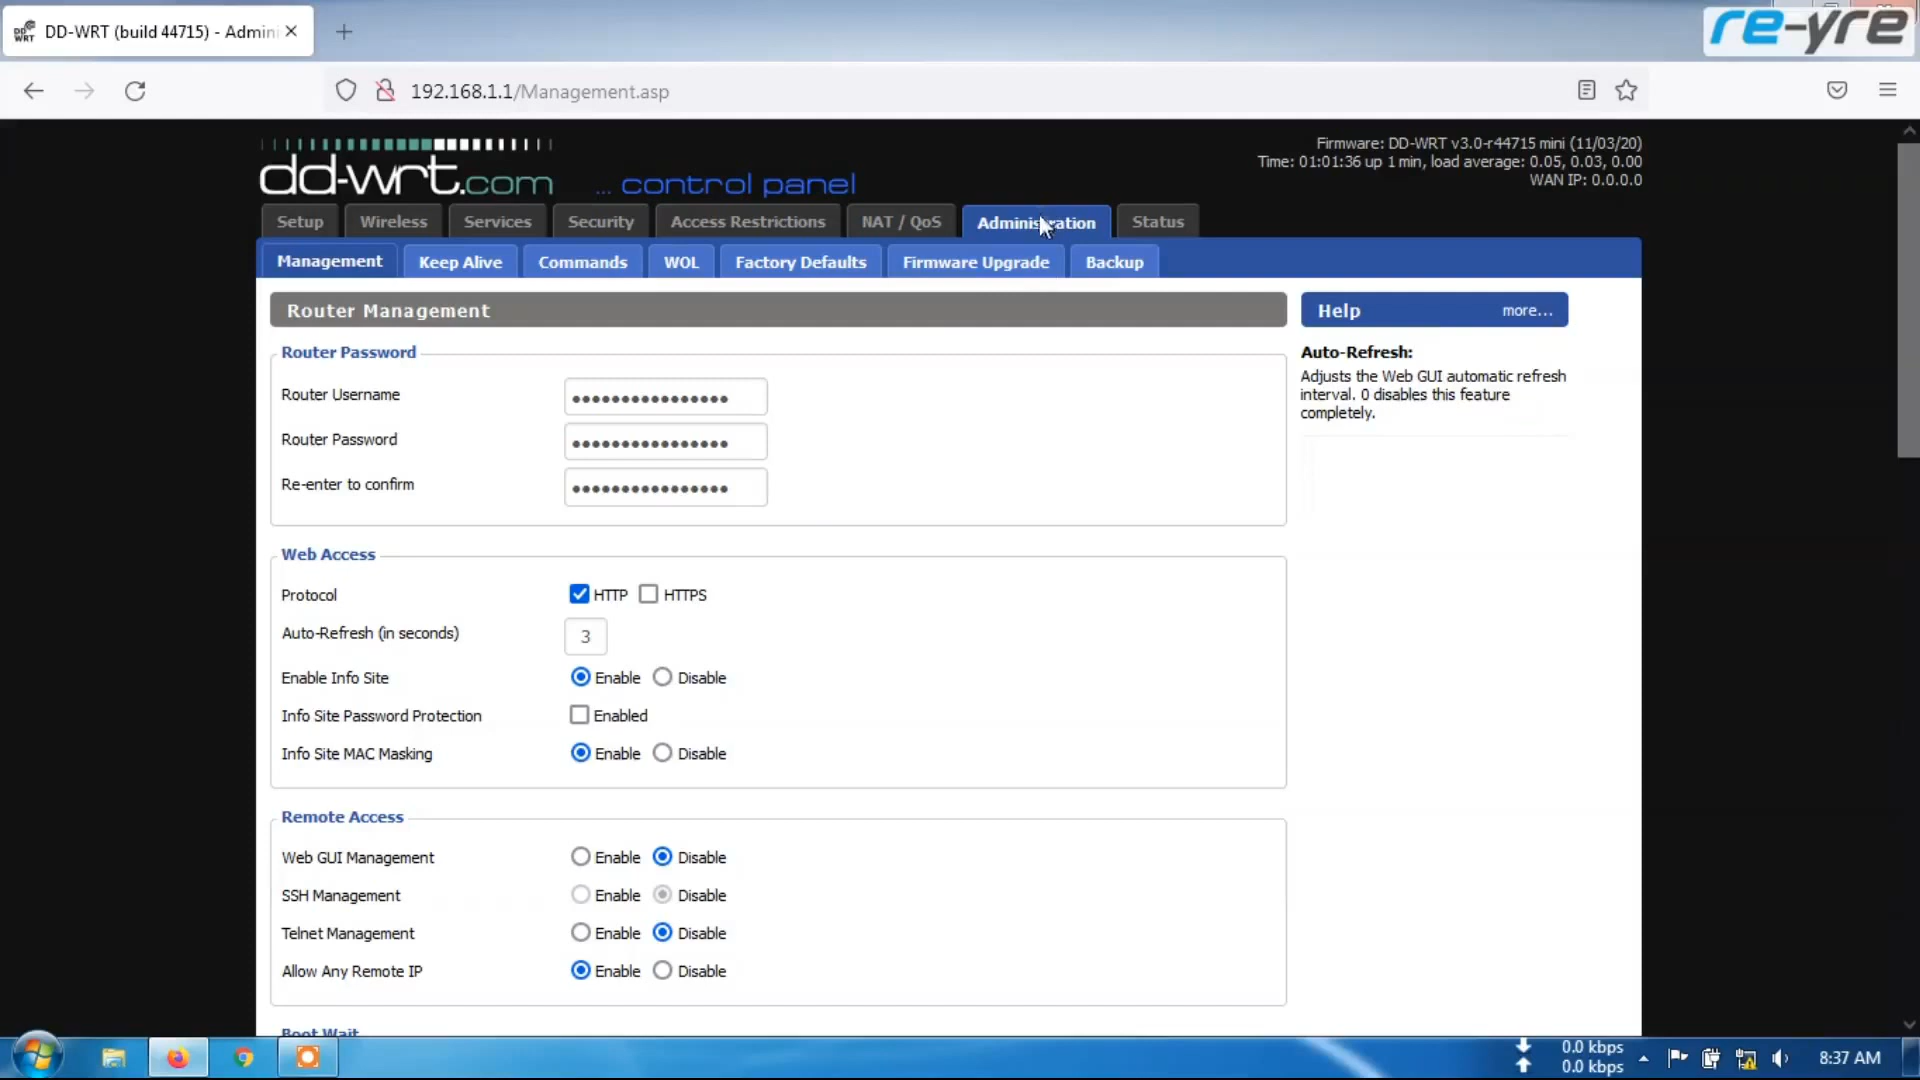 DD-WRT (build 44715) - Admini
re-yre
192.168.1.1/Management.asp
dd-wrt.com ... control panel
Firmware: DD-WRT v3.0-r44715 mini (11/03/20)
Time: 01:01:36 up 1 min, load average: 0.05, 0.03, 0.00
WAN IP: 0.0.0.0
Setup Wireless Services Security Access Restrictions NAT / QoS Administration Status
Management Keep Alive Commands WOL Factory Defaults Firmware Upgrade Backup
Router Management
Help more...
Router Password
Router Username
Router Password
Re-enter to confirm
Auto-Refresh:
Adjusts the Web GUI automatic refresh
interval. 0 disables this feature
completely.
Web Access
Protocol HTTP HTTPS
Auto-Refresh (in seconds) 3
Enable Info Site Enable Disable
Info Site Password Protection Enabled
Info Site MAC Masking Enable Disable
Remote Access
Web GUI Management Enable Disable
SSH Management Enable Disable
Telnet Management Enable Disable
Allow Any Remote IP Enable Disable
Boot Wait
0.0 kbps
0.0 kbps
8:37 AM